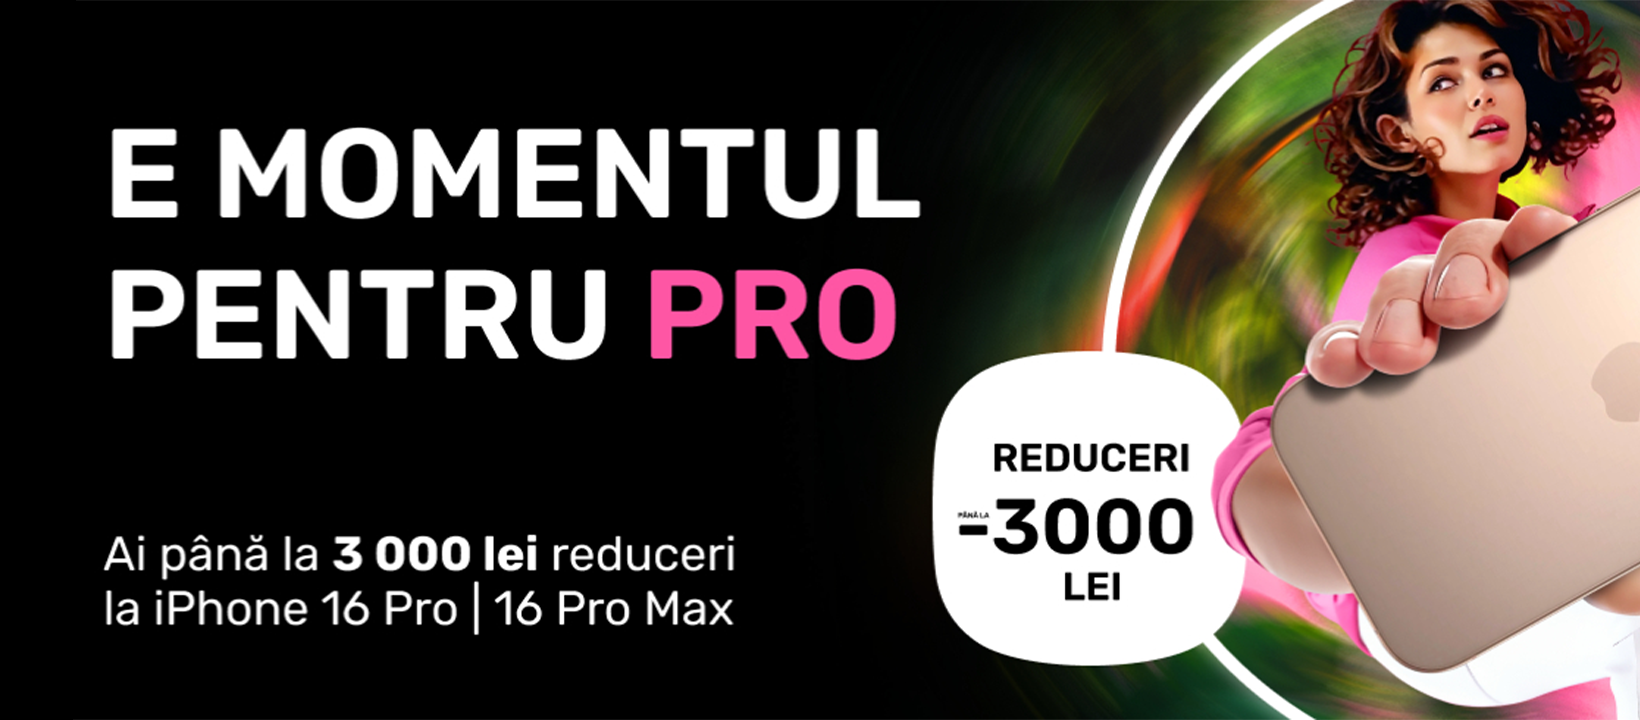 E MOMENTUL
PENTRU PRO
Ai până la 3 000 lei reduceri
la iPhone 16 Pro | 16 Pro Max
REDUCERI
PÂNĂ LA
-3000
LEI